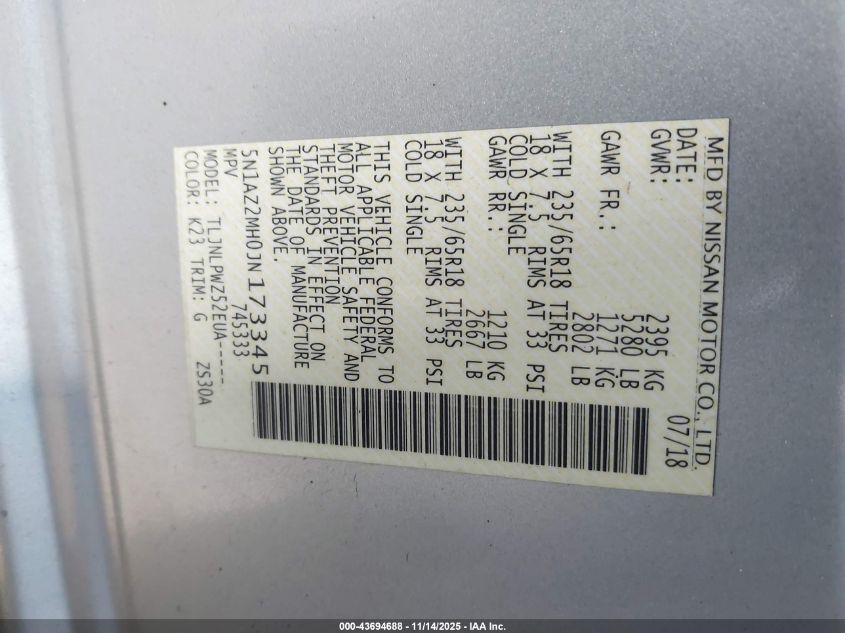 MFD BY NISSAN MOTOR CO., LTD.
DATE: 07/18
GVWR: 2395 KG
5280 LB
GAWR FR.: 1271 KG
2802 LB
WITH 235/65R18 TIRES
18 X 7.5 RIMS AT 33 PSI
COLD SINGLE
GAWR RR.: 1210 KG
2667 LB
WITH 235/65R18 TIRES
18 X 7.5 RIMS AT 33 PSI
COLD SINGLE
THIS VEHICLE CONFORMS TO
ALL APPLICABLE FEDERAL
MOTOR VEHICLE SAFETY AND
THEFT PREVENTION
STANDARDS IN EFFECT ON
THE DATE OF MANUFACTURE
SHOWN ABOVE.
5N1AZ2MH0JN173345
MPV 745333
MODEL: TLJNLPWZ52EUA-----
COLOR: K23 TRIM: G ZS30A
000-43694688 - 11/14/2025 - IAA Inc.